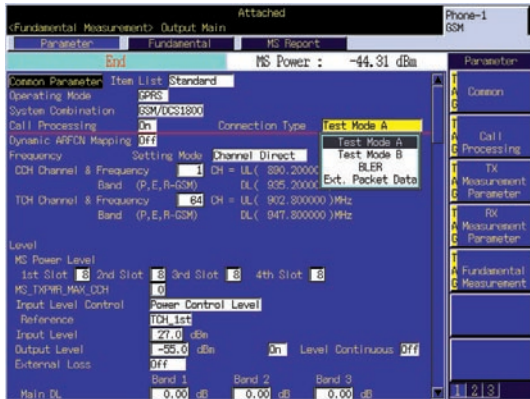 Attached
Phone-1
GSM
<Fundamental Measurement> Output Main
Parameter Fundamental MS Report
End MS Power : -44.31 dBm Parameter
Common Parameter Item List Standard
Operating Mode GPRS
System Combination GSM/DCS1800
Call Processing On Connection Type Test Mode A
Dynamic ARFCN Mapping Off
Test Mode A
Test Mode B
BLER
Ext. Packet Data
Frequency Setting Mode Channel Direct
CCH Channel & Frequency 1 CH = UL( 890.20000
Band (P,E,R-GSM) DL( 935.20000
TCH Channel & Frequency 64 CH = UL( 902.800000 )MHz
Band (P,E,R-GSM) DL( 947.800000 )MHz
Level
MS Power Level
1st Slot 8 2nd Slot 8 3rd Slot 8 4th Slot 8
MS_TXPWR_MAX_CCH 0
Input Level Control Power Control Level
Reference TCH_1st
Input Level 27.0 dBm
Output Level -55.0 dBm On Level Continuous Off
External Loss Off
Band 1 Band 2 Band 3
Main DL 0.00 dB 0.00 dB 0.00 dB
TAG Common
TAG Call Processing
TAG TX Measurement Parameter
TAG RX Measurement Parameter
TAG Fundamental Measurement
1 2 3